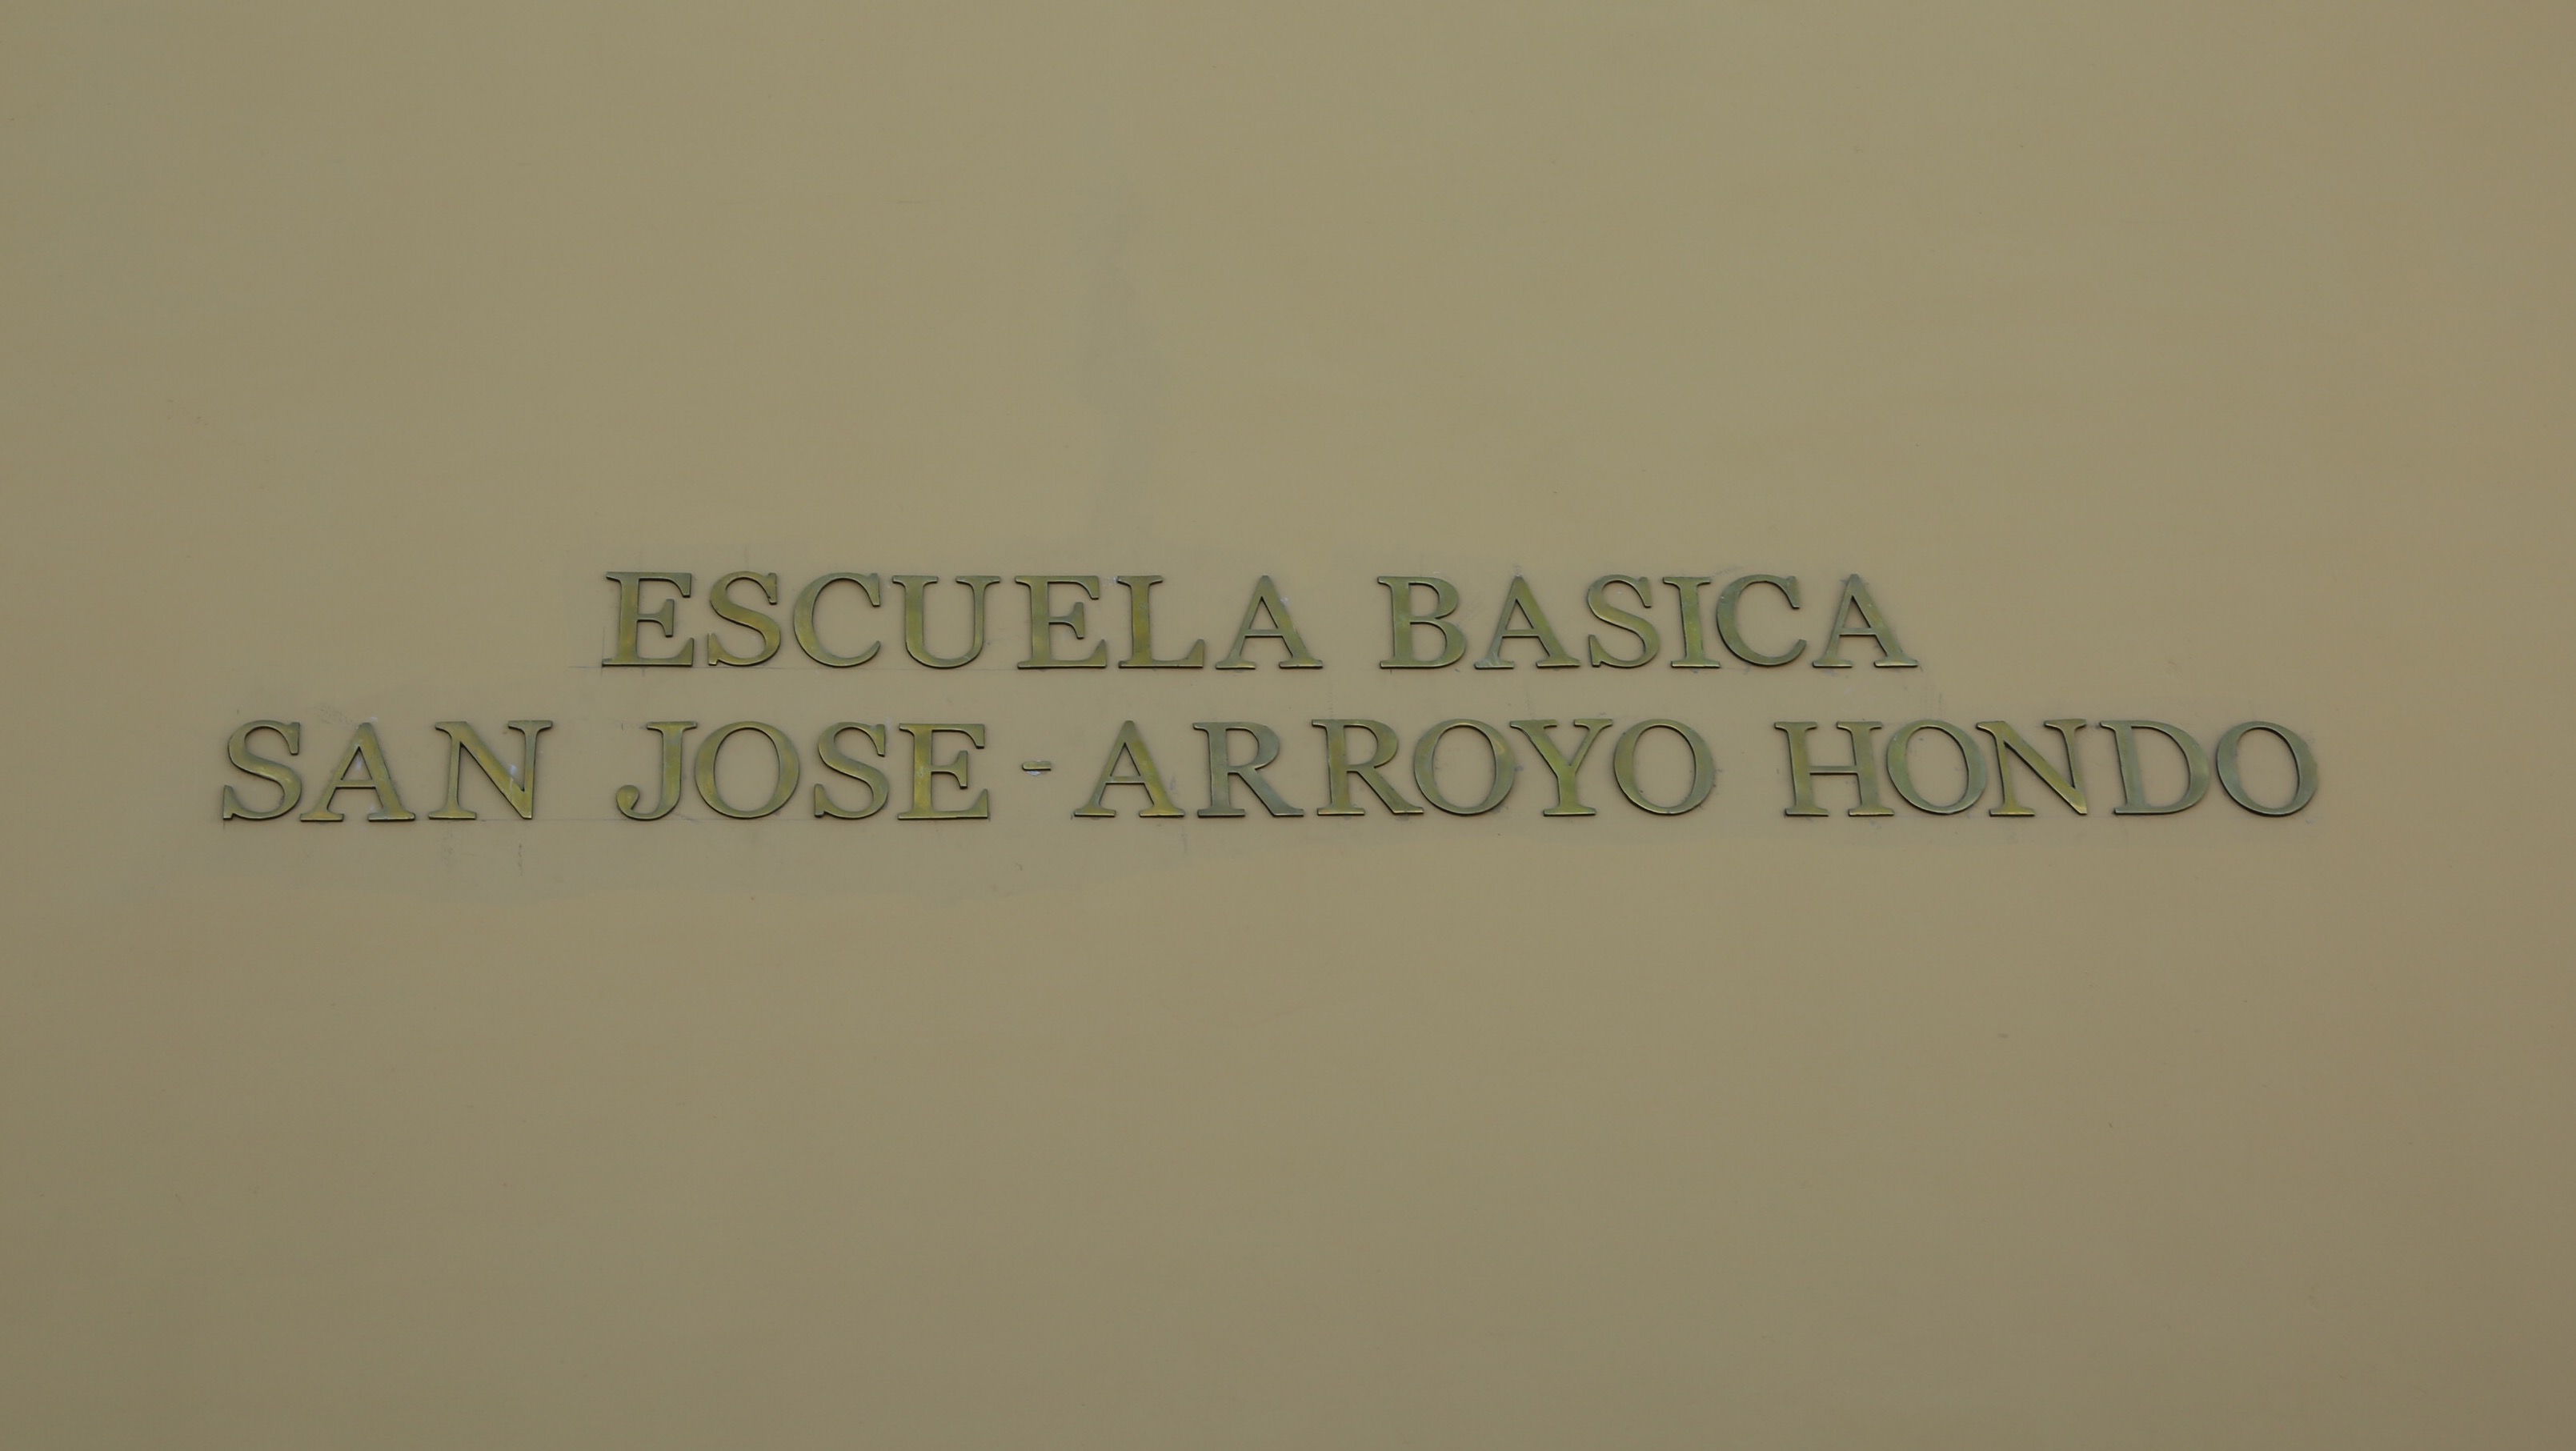 ESCUELA BASICA
SAN JOSE - ARROYO HONDO